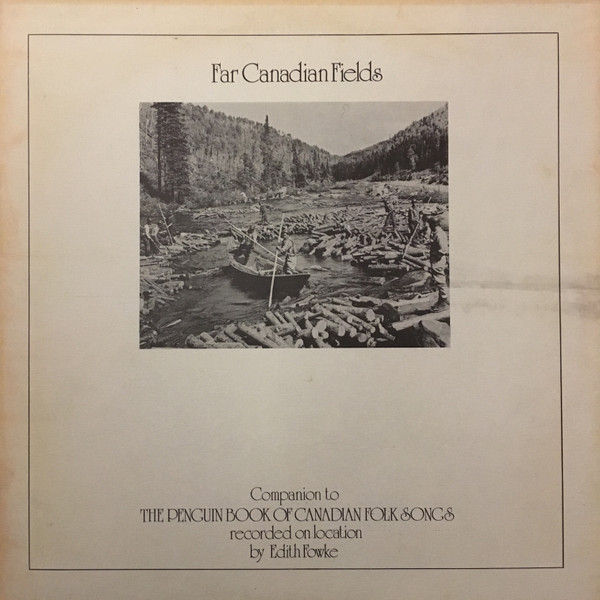 Far Canadian Fields
Companion to
THE PENGUIN BOOK OF CANADIAN FOLK SONGS
recorded on location
by Edith Fowke